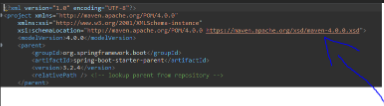 <?xml version="1.0" encoding="UTF-8"?>
<project xmlns="http://maven.apache.org/POM/4.0.0"
xmlns:xsi="http://www.w3.org/2001/XMLSchema-instance"
xsi:schemaLocation="http://maven.apache.org/POM/4.0.0 https://maven.apache.org/xsd/maven-4.0.0.xsd">
<modelVersion>4.0.0</modelVersion>
<parent>
<groupId>org.springframework.boot</groupId>
<artifactId>spring-boot-starter-parent</artifactId>
<version>3.2.4</version>
<relativePath /> <!-- lookup parent from repository -->
</parent>